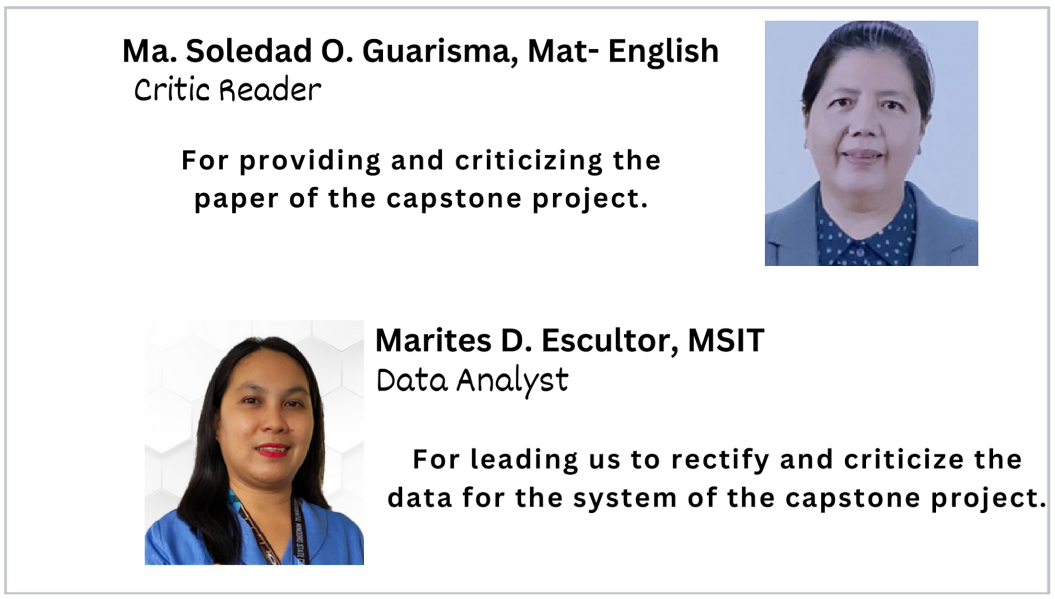 Ma. Soledad O. Guarisma, Mat- English
Critic Reader
For providing and criticizing the
paper of the capstone project.
Marites D. Escultor, MSIT
Data Analyst
For leading us to rectify and criticize the
data for the system of the capstone project.